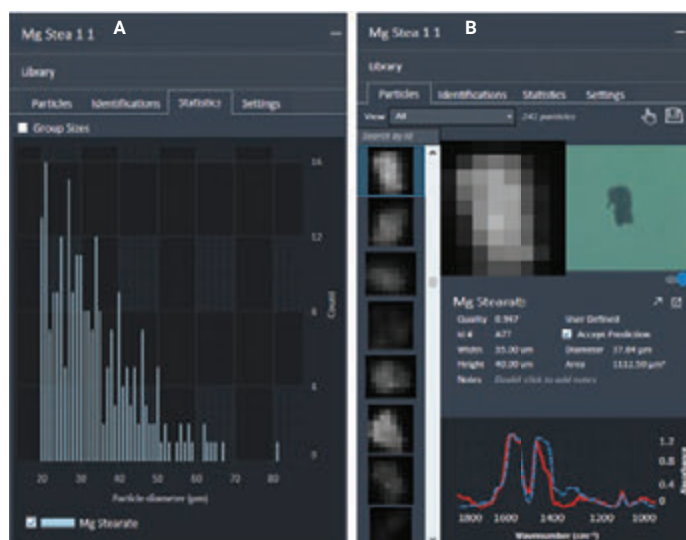 A
Mg Stea 1 1
Library
Particles Identifications Statistics Settings
Group Sizes
16
12
8
4
0
Count
20 30 40 50 60 70 80
Particle diameter (µm)
Mg Stearate
B
Mg Stea 1 1
Library
Particles Identifications Statistics Settings
View All 242 particles
Search by Id
Mg Stearate
Quality 0.947 User Defined
Id # A77 Accept Prediction
Width 35.00 µm Diameter 37.64 µm
Height 40.00 µm Area 1112.50 µm²
Notes Double click to add notes
1.2
0.8
0.4
0
Absorbance
1800 1600 1400 1200 1000
Wavenumber (cm⁻¹)